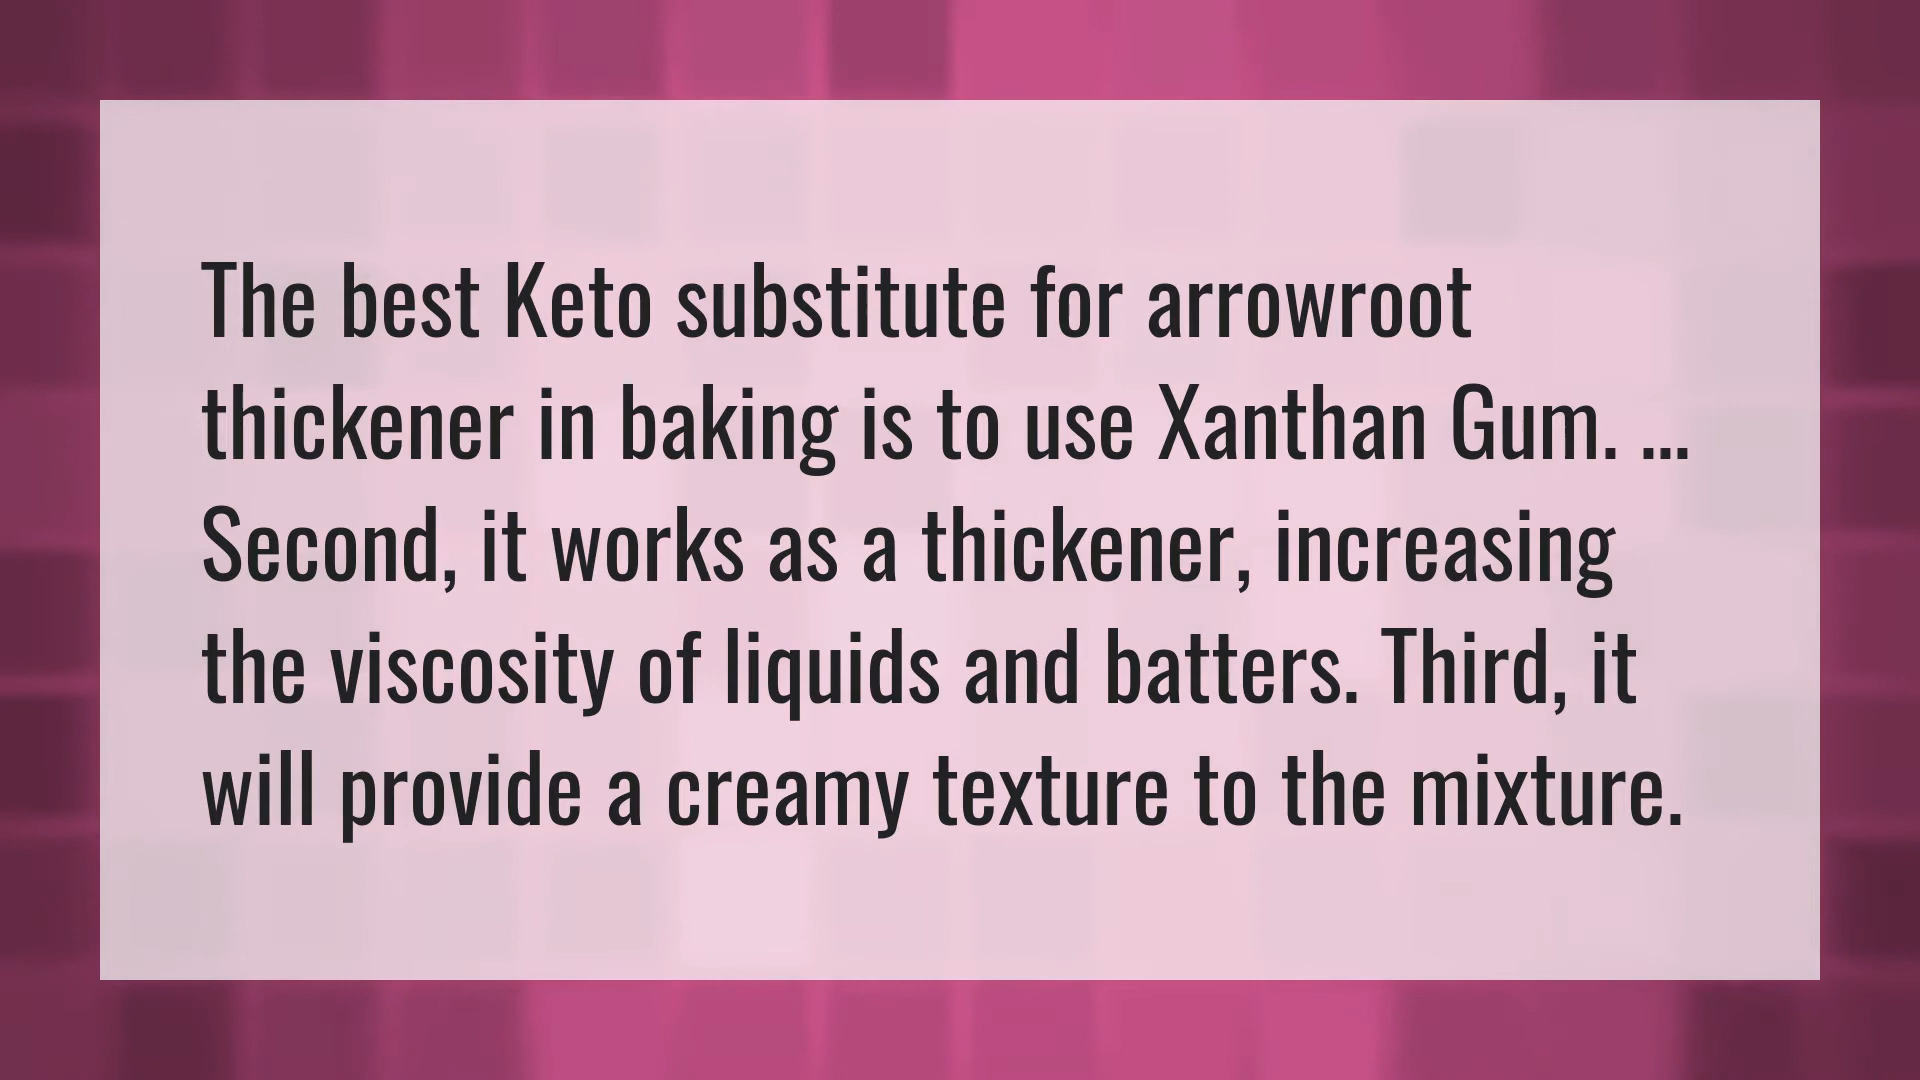 The best Keto substitute for arrowroot
thickener in baking is to use Xanthan Gum. ...
Second, it works as a thickener, increasing
the viscosity of liquids and batters. Third, it
will provide a creamy texture to the mixture.